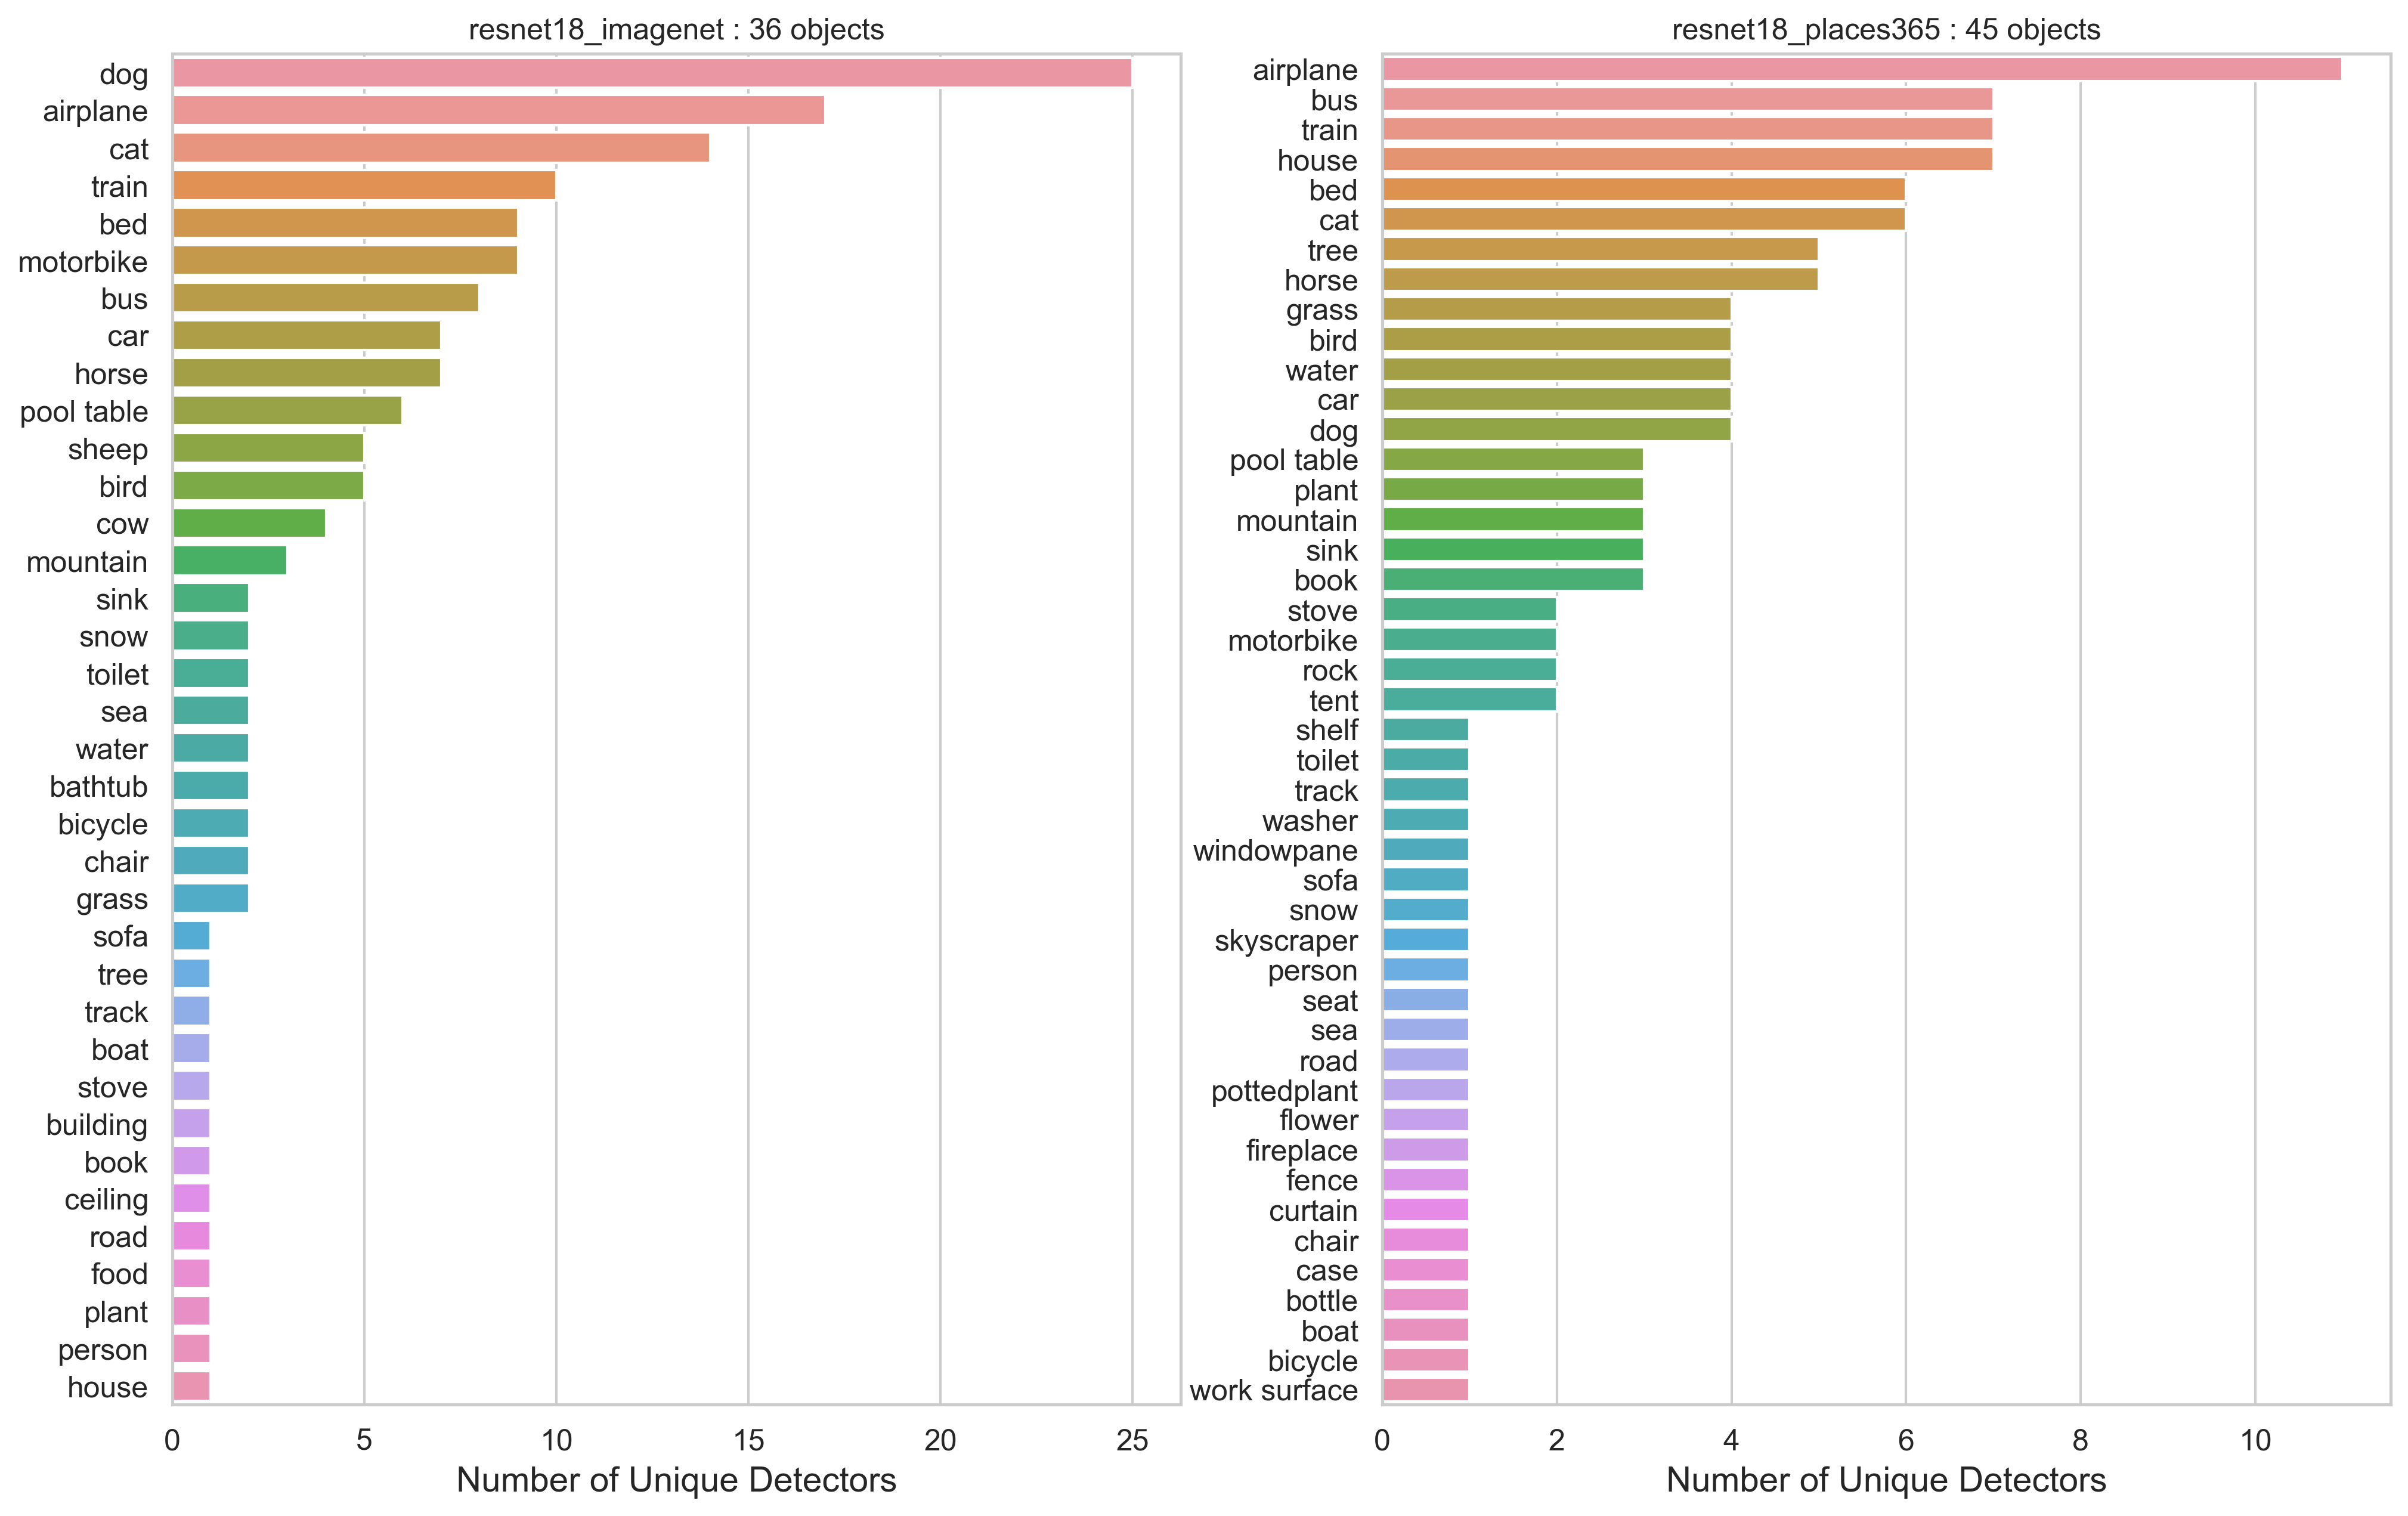 resnet18_imagenet : 36 objects
dog
airplane
cat
train
bed
motorbike
bus
car
horse
pool table
sheep
bird
cow
mountain
sink
snow
toilet
sea
water
bathtub
bicycle
chair
grass
sofa
tree
track
boat
stove
building
book
ceiling
road
food
plant
person
house
0 5 10 15 20 25
Number of Unique Detectors
resnet18_places365 : 45 objects
airplane
bus
train
house
bed
cat
tree
horse
grass
bird
water
car
dog
pool table
plant
mountain
sink
book
stove
motorbike
rock
tent
shelf
toilet
track
washer
windowpane
sofa
snow
skyscraper
person
seat
sea
road
pottedplant
flower
fireplace
fence
curtain
chair
case
bottle
boat
bicycle
work surface
0 2 4 6 8 10
Number of Unique Detectors